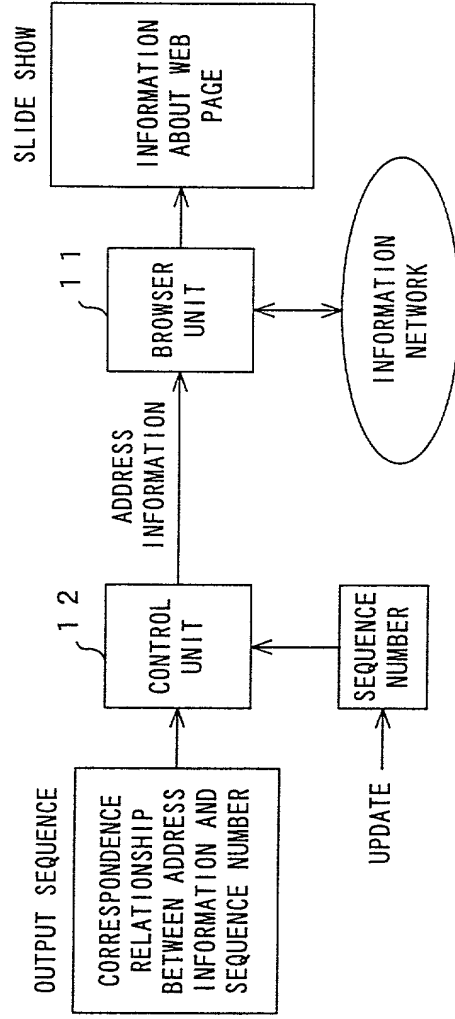 OUTPUT SEQUENCE
CORRESPONDENCE
RELATIONSHIP
BETWEEN ADDRESS
INFORMATION AND
SEQUENCE NUMBER
UPDATE
SEQUENCE
NUMBER
12
CONTROL
UNIT
ADDRESS
INFORMATION
11
BROWSER
UNIT
INFORMATION
NETWORK
SLIDE SHOW
INFORMATION
ABOUT WEB
PAGE